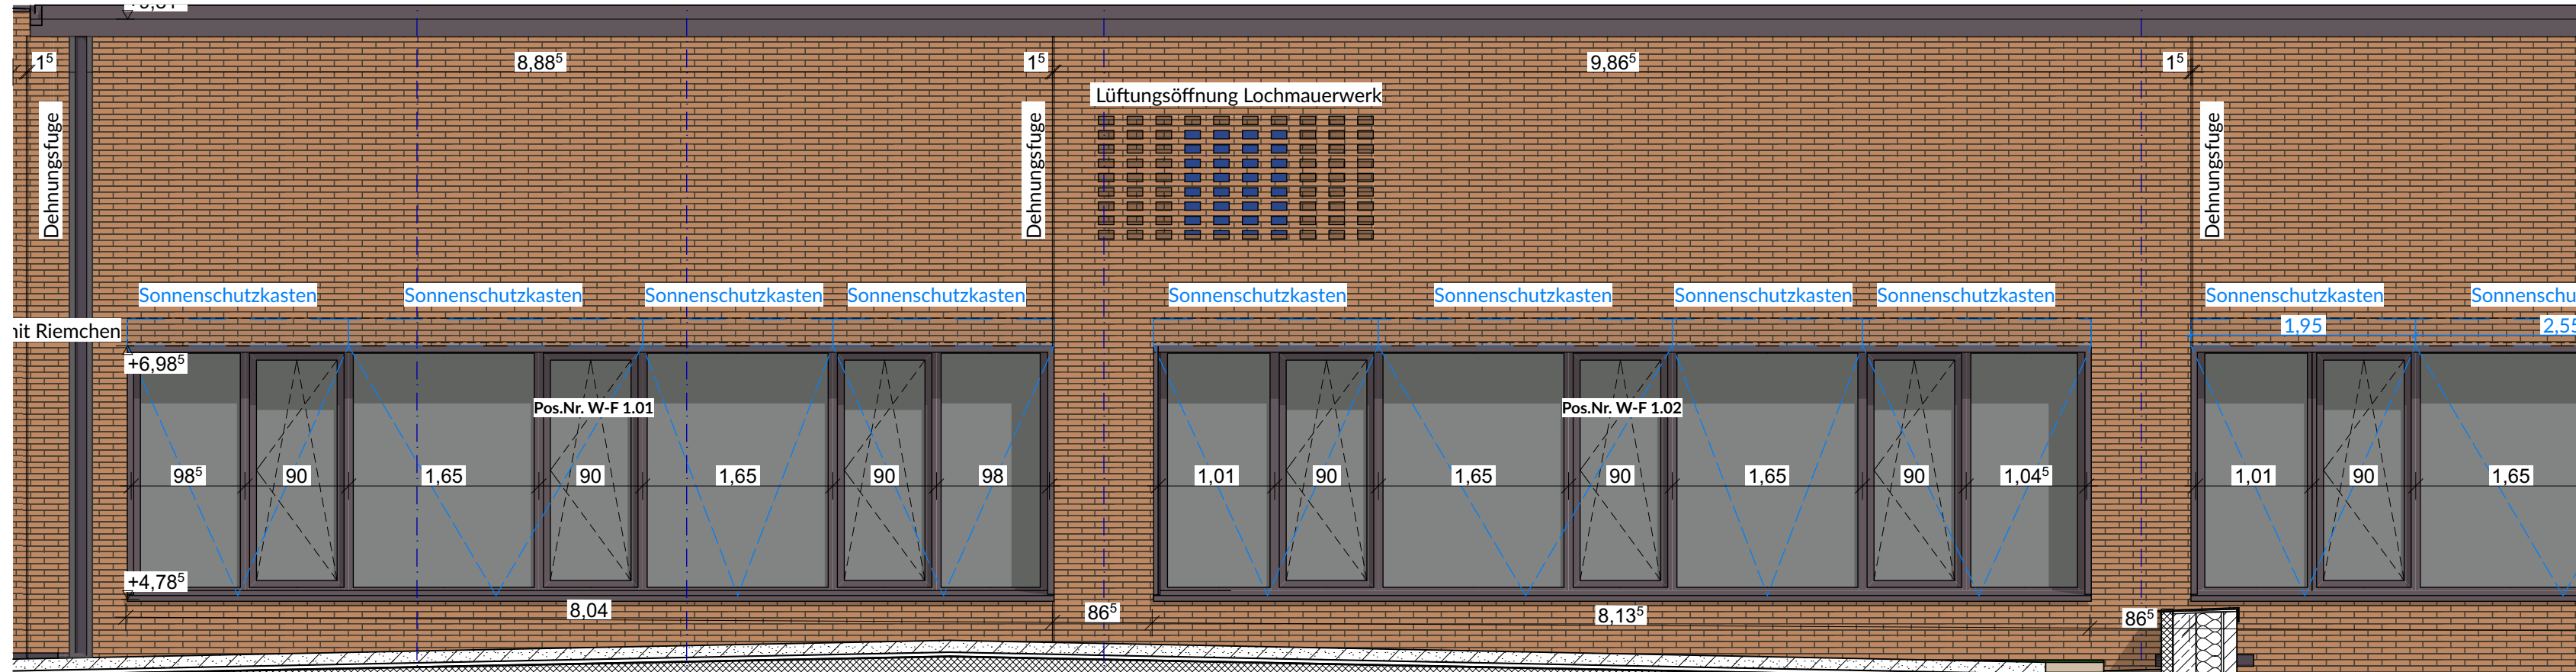 1⁵
8,88⁵
1⁵
9,86⁵
1⁵
Lüftungsöffnung Lochmauerwerk
Dehnungsfuge
Dehnungsfuge
Dehnungsfuge
Sonnenschutzkasten
Sonnenschutzkasten
Sonnenschutzkasten
Sonnenschutzkasten
Sonnenschutzkasten
Sonnenschutzkasten
Sonnenschutzkasten
Sonnenschutzkasten
Sonnenschutzkasten
Sonnenschu
Riemchen
1,95
2,55
+6,98⁵
Pos.Nr. W-F 1.01
Pos.Nr. W-F 1.02
98⁵
90
1,65
90
1,65
90
98
1,01
90
1,65
90
1,65
90
1,04⁵
1,01
90
1,65
+4,78⁵
8,04
86⁵
8,13⁵
86⁵